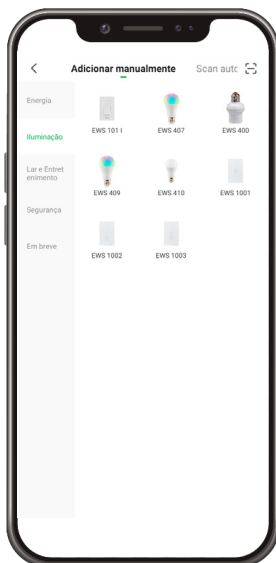 Adicionar manualmente Scan autc
Energia
Iluminação
Lar e Entret
enimento
Segurança
Em breve
EWS 101 I EWS 407 EWS 400
EWS 409 EWS 410 EWS 1001
EWS 1002 EWS 1003